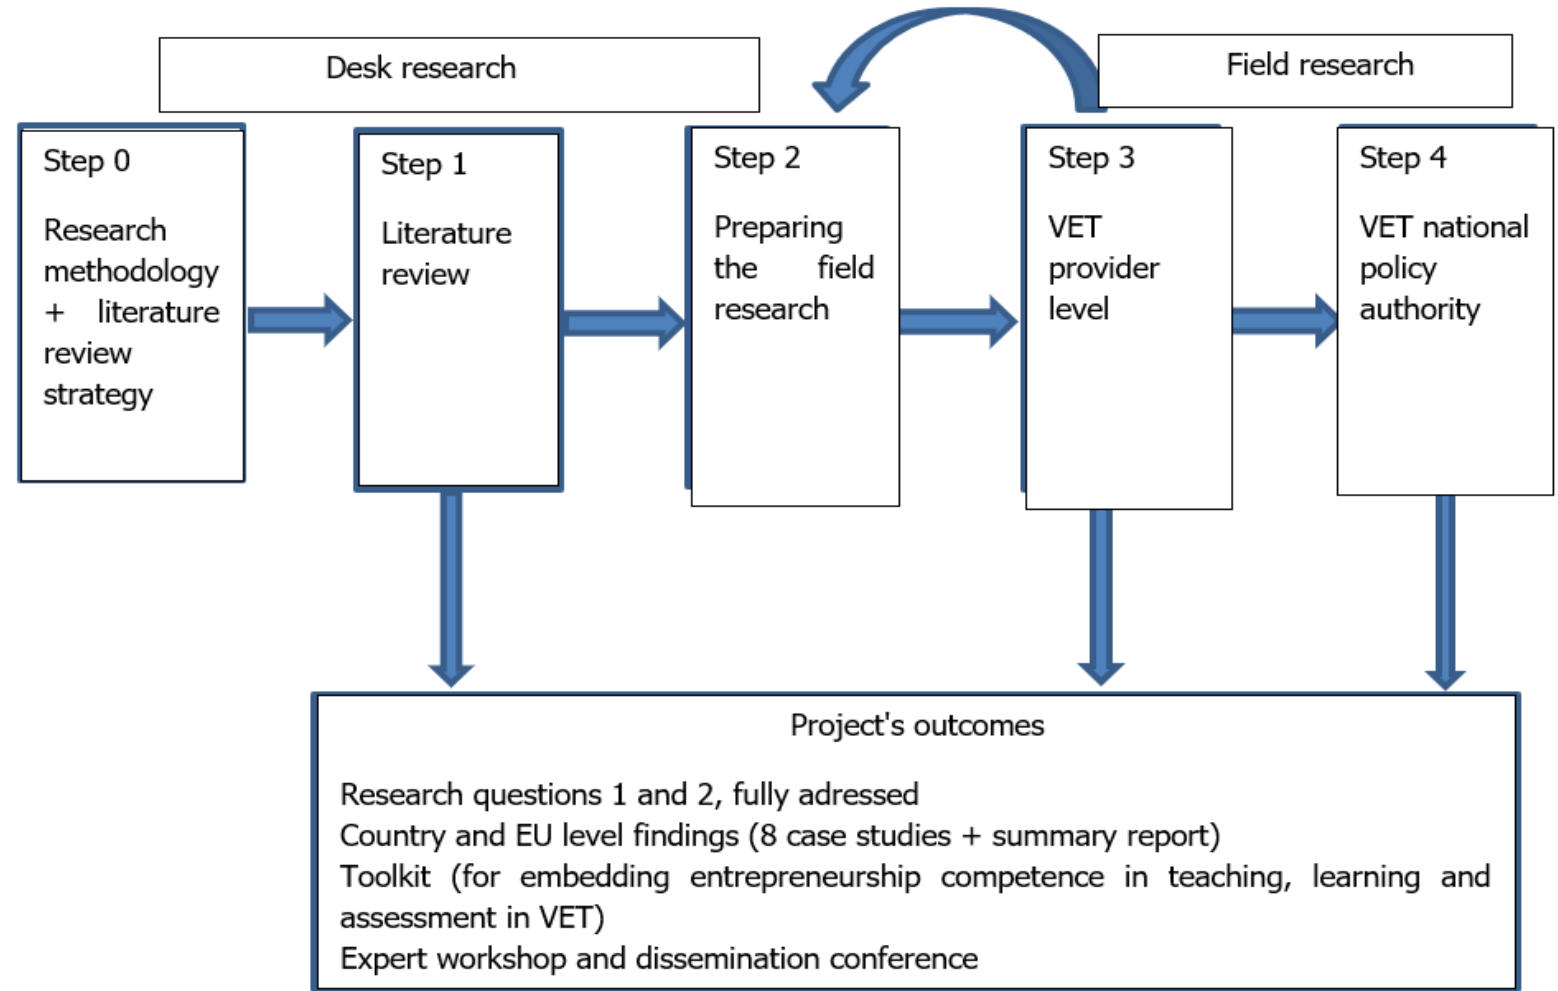 Desk research
Field research
Step 0
Research
methodology
+ literature
review
strategy
Step 1
Literature
review
Step 2
Preparing
the field
research
Step 3
VET
provider
level
Step 4
VET national
policy
authority
Project's outcomes
Research questions 1 and 2, fully adressed
Country and EU level findings (8 case studies + summary report)
Toolkit (for embedding entrepreneurship competence in teaching, learning and
assessment in VET)
Expert workshop and dissemination conference